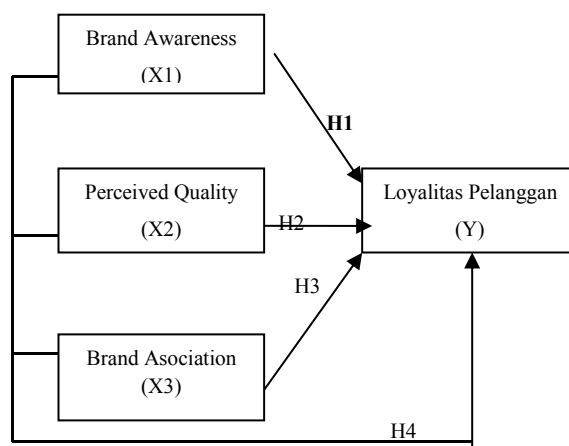 Brand Awareness
(X1)
H1
Perceived Quality
(X2)
H2
Loyalitas Pelanggan
(Y)
H3
Brand Asociation
(X3)
H4